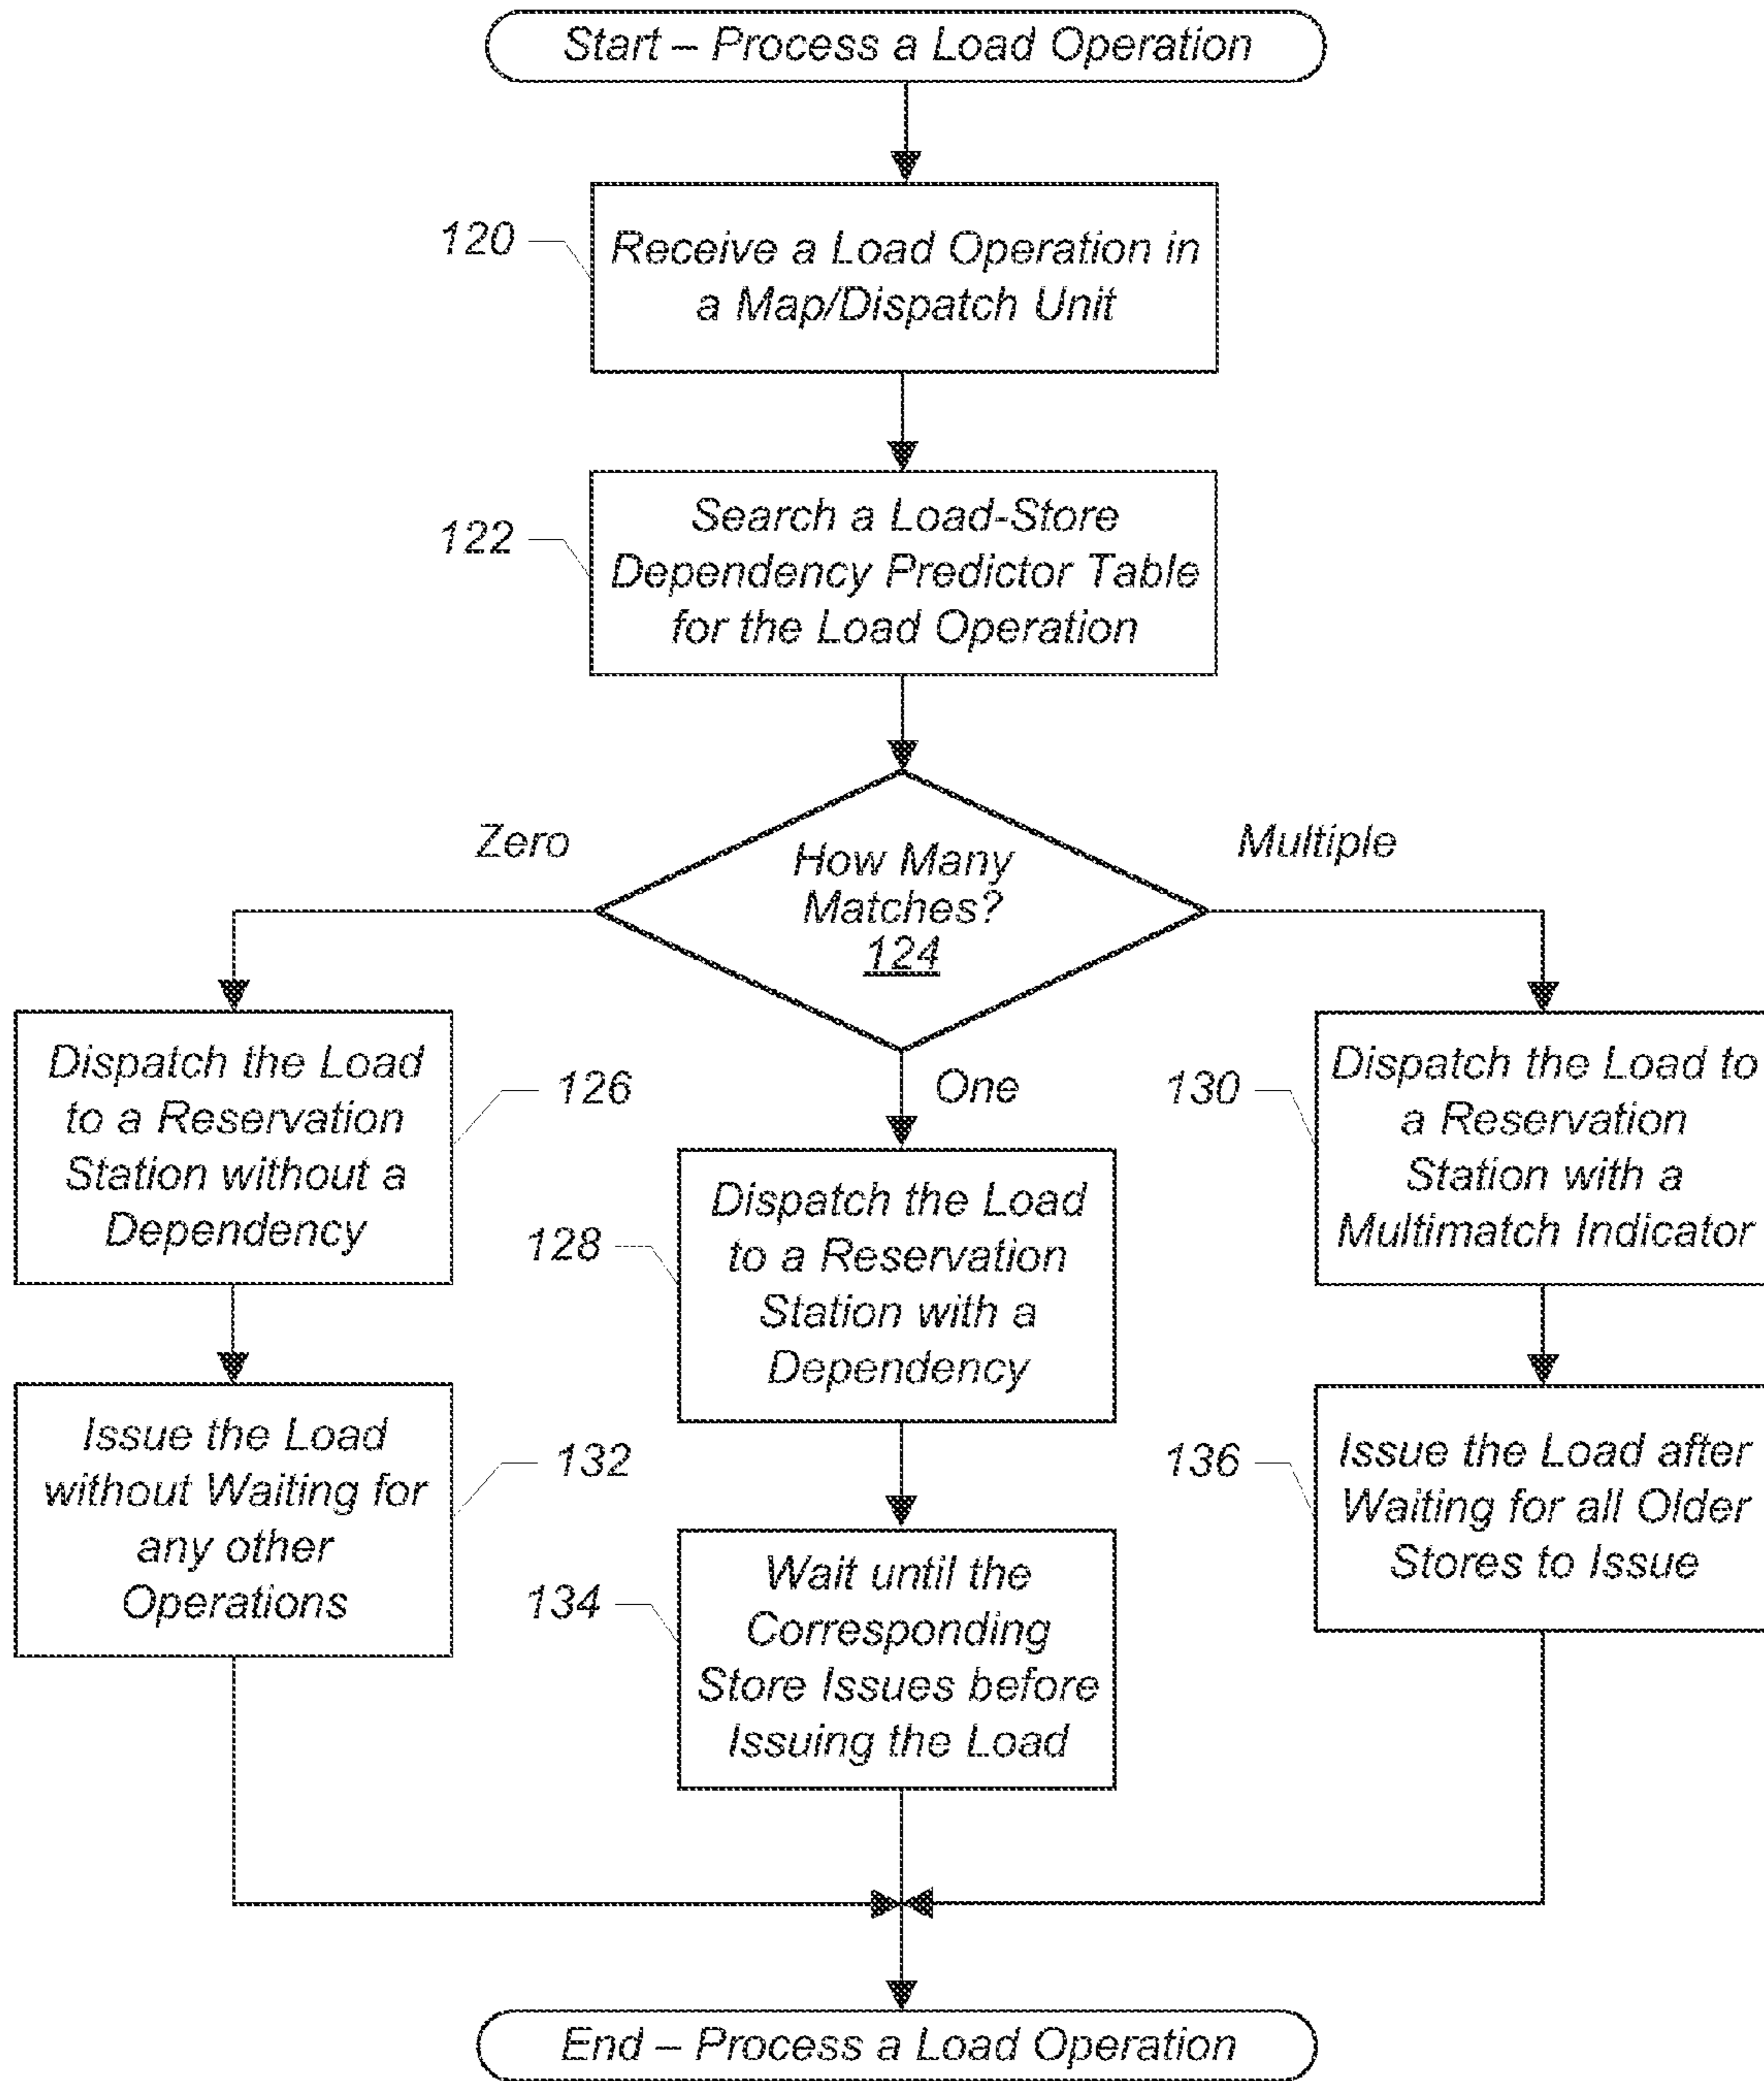 Start – Process a Load Operation
120
Receive a Load Operation in
a Map/Dispatch Unit
122
Search a Load-Store
Dependency Predictor Table
for the Load Operation
Zero
How Many
Matches?
124
Multiple
One
Dispatch the Load
to a Reservation
Station without a
Dependency
126
128
Dispatch the Load
to a Reservation
Station with a
Dependency
130
Dispatch the Load to
a Reservation
Station with a
Multimatch Indicator
Issue the Load
without Waiting for
any other
Operations
132
134
Wait until the
Corresponding
Store Issues before
Issuing the Load
136
Issue the Load after
Waiting for all Older
Stores to Issue
End – Process a Load Operation